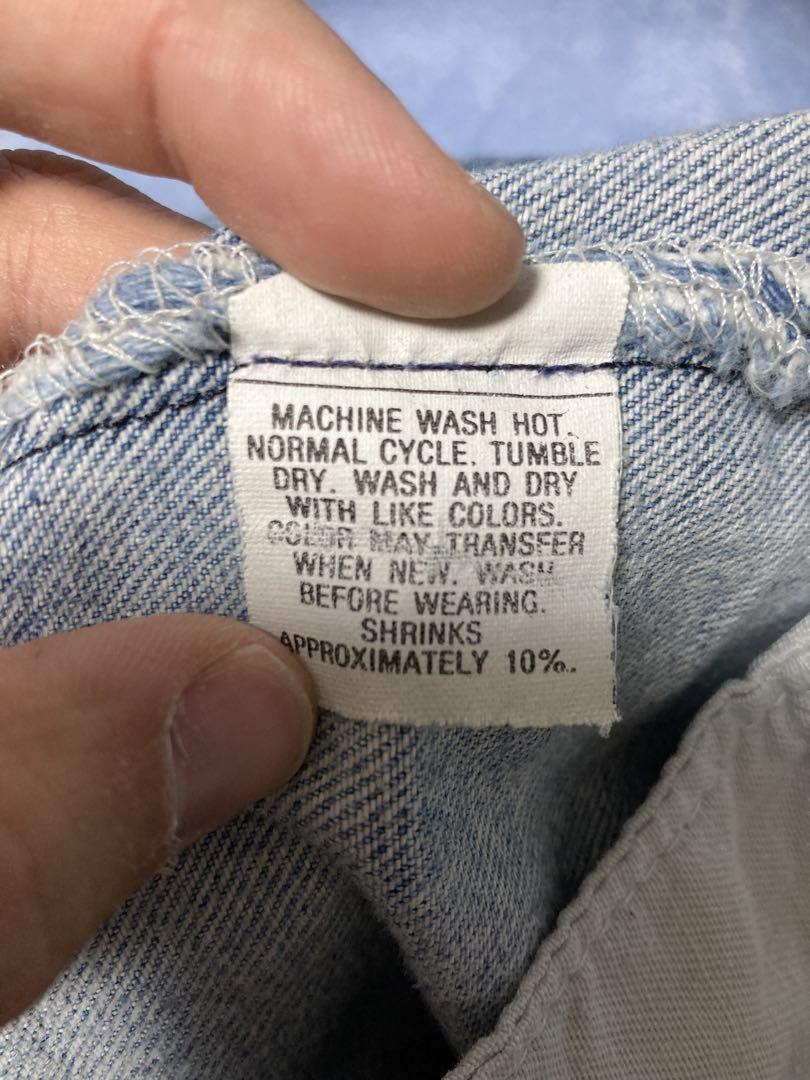 MACHINE WASH HOT.
NORMAL CYCLE. TUMBLE
DRY. WASH AND DRY
WITH LIKE COLORS.
COLOR MAY TRANSFER
WHEN NEW. WASH
BEFORE WEARING.
SHRINKS
APPROXIMATELY 10%.